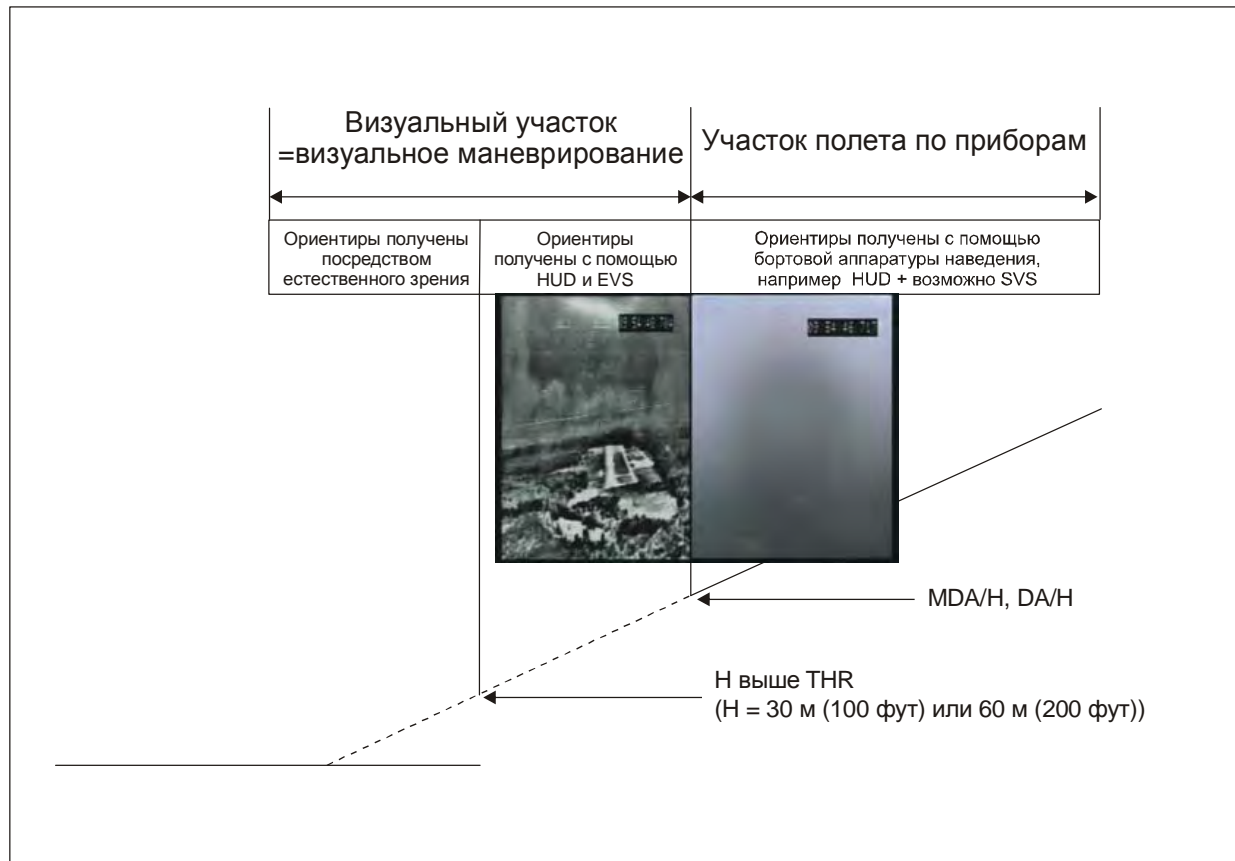 Визуальный участок
=визуальное маневрирование
Участок полета по приборам
Ориентиры получены
посредством
естественного зрения
Ориентиры
получены с помощью
HUD и EVS
Ориентиры получены с помощью
бортовой аппаратуры наведения,
например HUD + возможно SVS
MDA/H, DA/H
H выше THR
(H = 30 м (100 фут) или 60 м (200 фут))